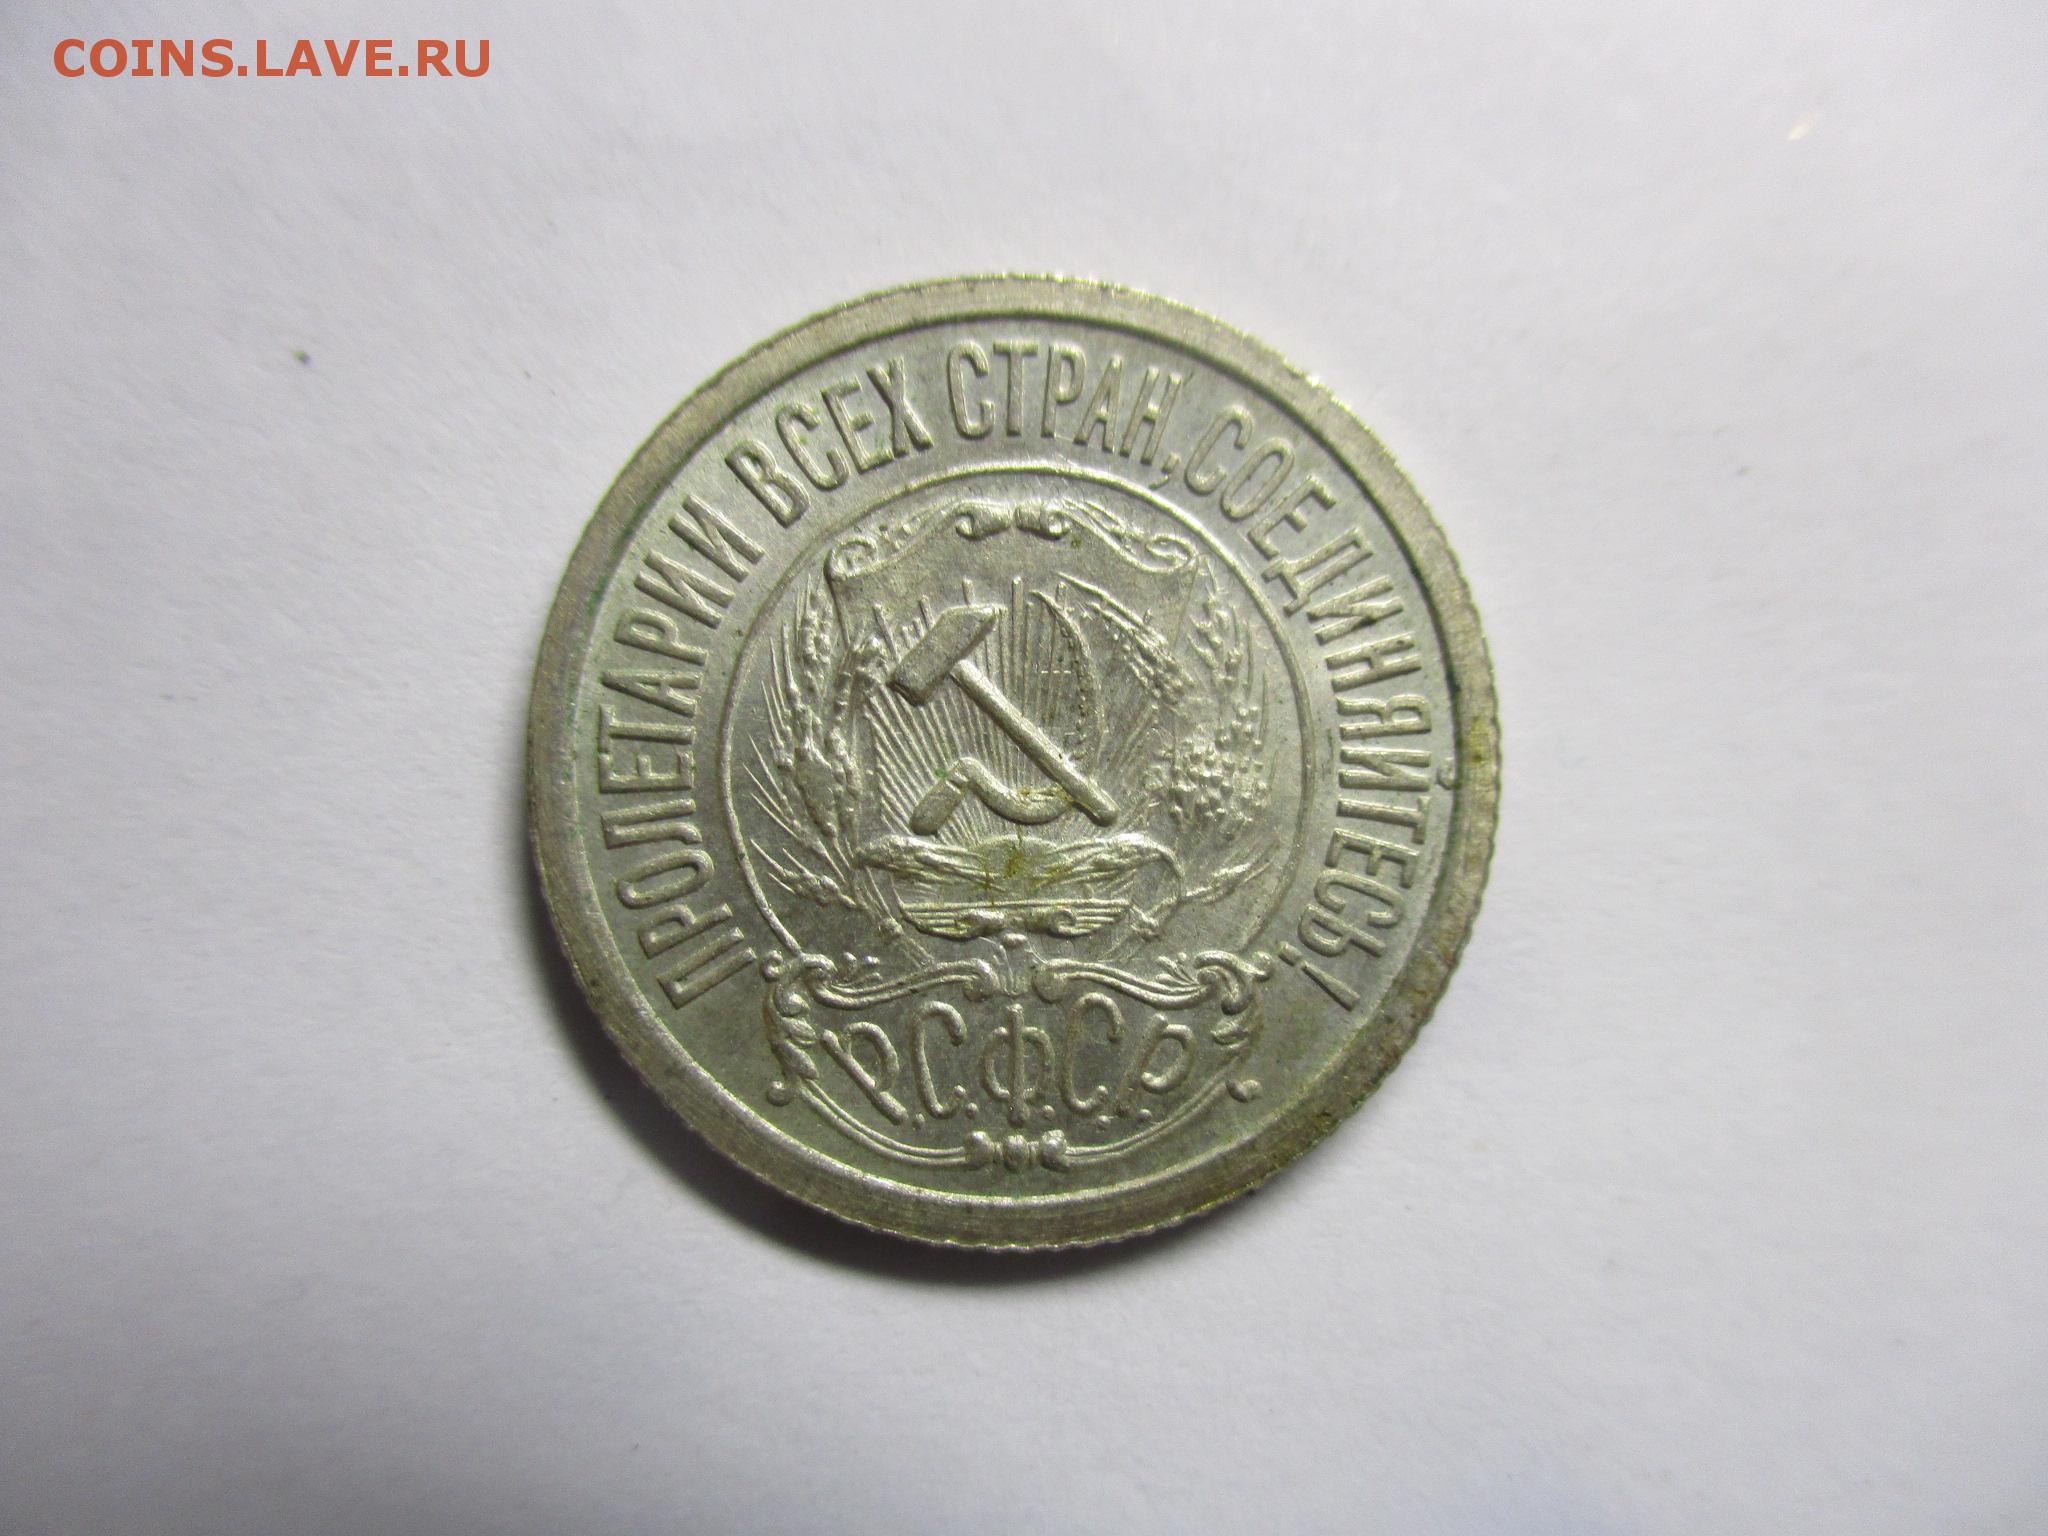 COINS.LAVE.RU
ПРОЛЕТАРИИ ВСЕХ СТРАН, СОЕДИНЯЙТЕСЬ!
Р.С.Ф.С.Р.